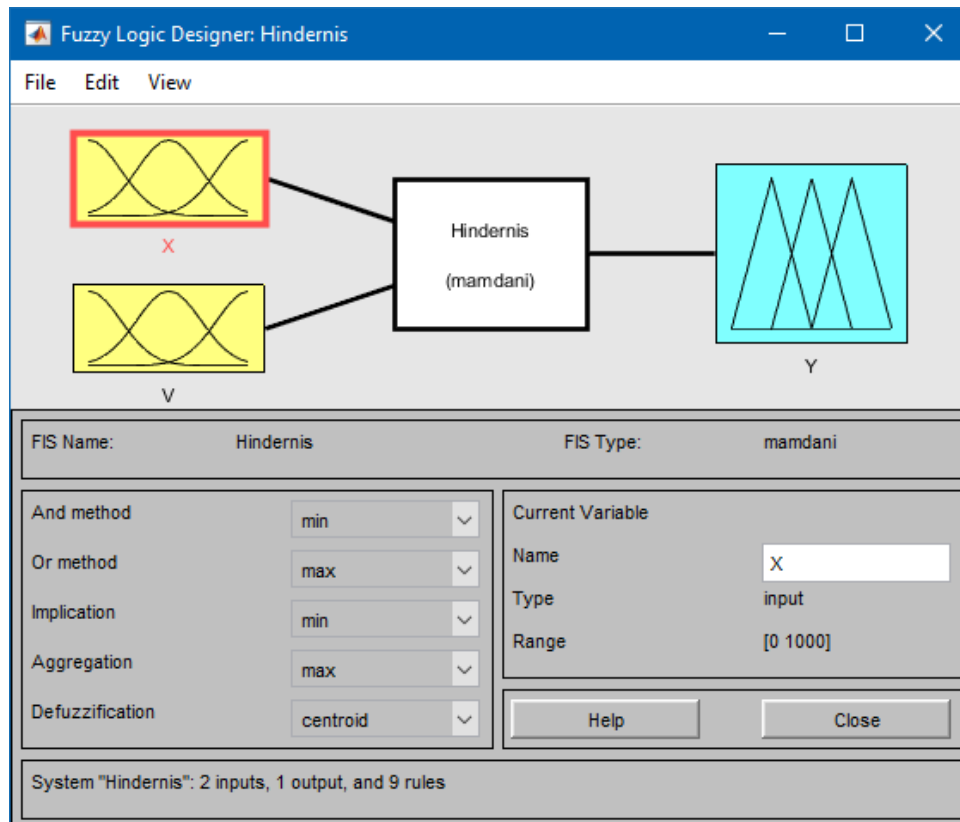 Fuzzy Logic Designer: Hindernis
File Edit View
X
V
Hindernis
(mamdani)
Y
FIS Name: Hindernis FIS Type: mamdani
And method min
Or method max
Implication min
Aggregation max
Defuzzification centroid
Current Variable
Name X
Type input
Range [0 1000]
Help Close
System "Hindernis": 2 inputs, 1 output, and 9 rules